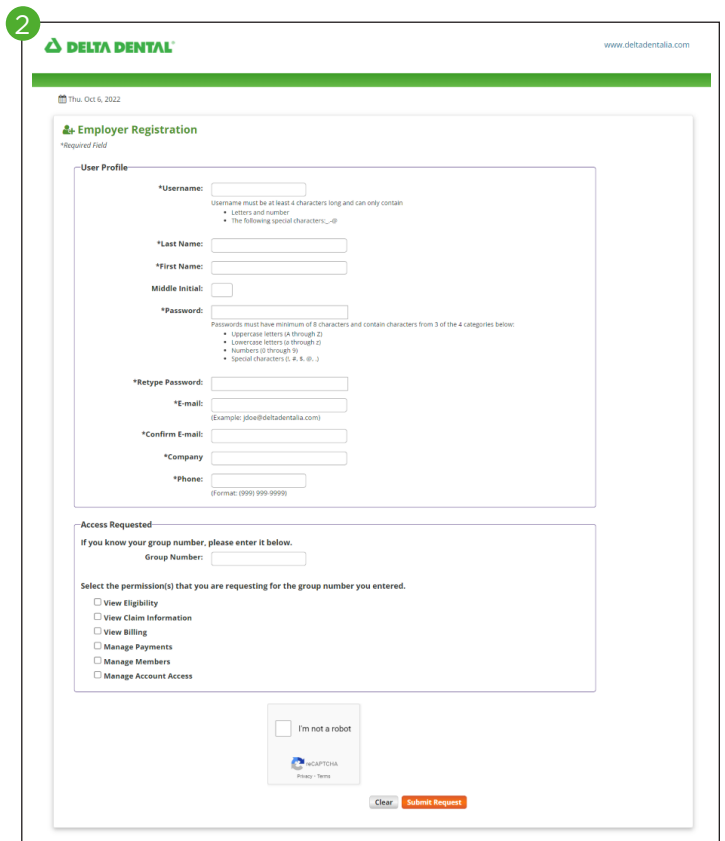 2
DELTA DENTAL®
www.deltadentalia.com
Thu. Oct 6, 2022
Employer Registration
*Required Field
User Profile
*Username:
Username must be at least 4 characters long and can only contain
• Letters and number
• The following special characters:_.-@
*Last Name:
*First Name:
Middle Initial:
*Password:
Passwords must have minimum of 8 characters and contain characters from 3 of the 4 categories below:
• Uppercase letters (A through Z)
• Lowercase letters (a through z)
• Numbers (0 through 9)
• Special characters (!, #, $, @, .)
*Retype Password:
*E-mail:
(Example: jdoe@deltadentalia.com)
*Confirm E-mail:
*Company
*Phone:
(Format: (999) 999-9999)
Access Requested
If you know your group number, please enter it below.
Group Number:
Select the permission(s) that you are requesting for the group number you entered.
View Eligibility
View Claim Information
View Billing
Manage Payments
Manage Members
Manage Account Access
I'm not a robot
reCAPTCHA
Privacy - Terms
Clear Submit Request